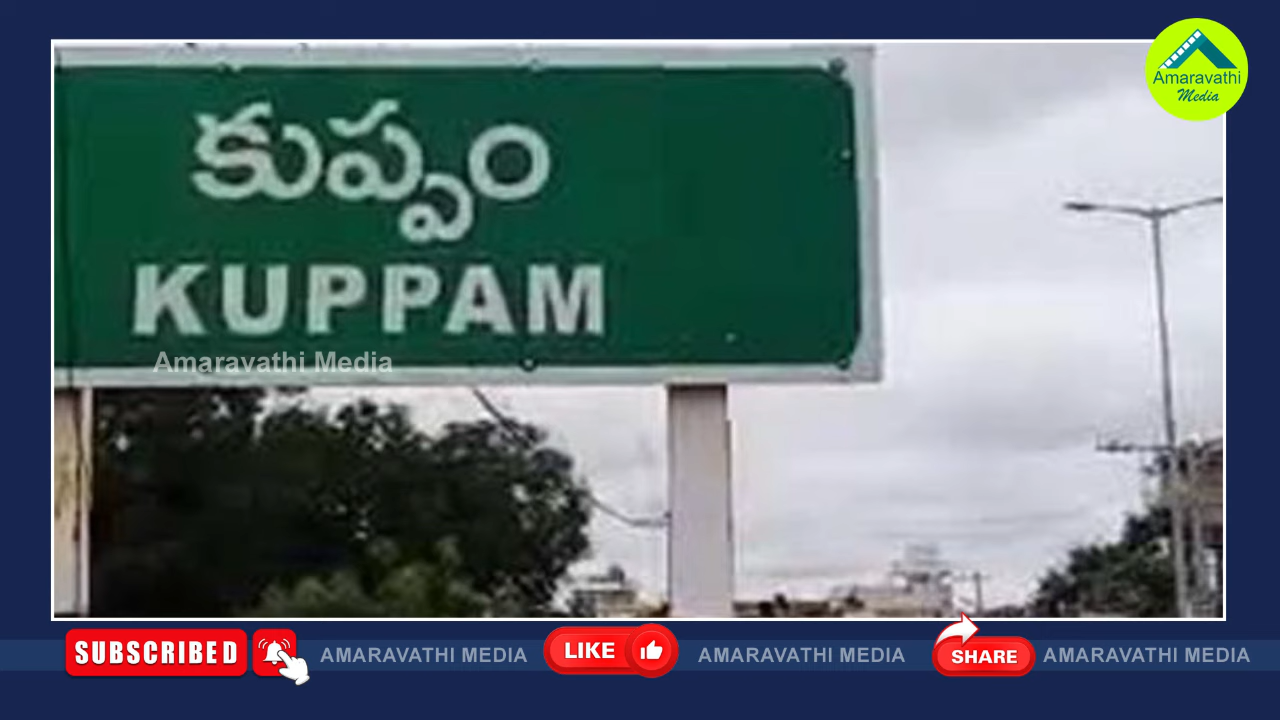 Amaravathi
Media
కుప్పం
KUPPAM
Amaravathi Media
SUBSCRIBED
AMARAVATHI MEDIA
LIKE
AMARAVATHI MEDIA
SHARE
AMARAVATHI MEDIA